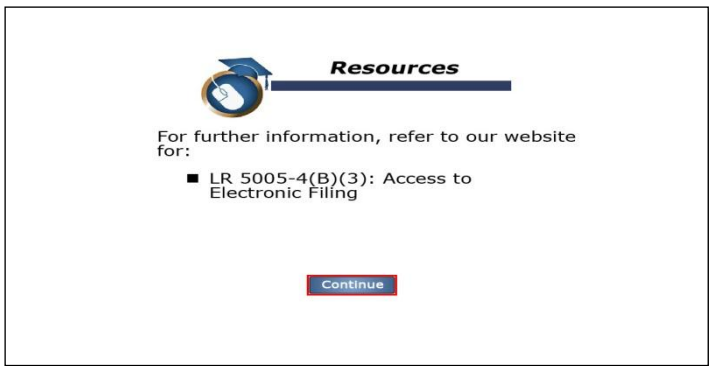 Resources
For further information, refer to our website
for:
■ LR 5005-4(B)(3): Access to
Electronic Filing
Continue